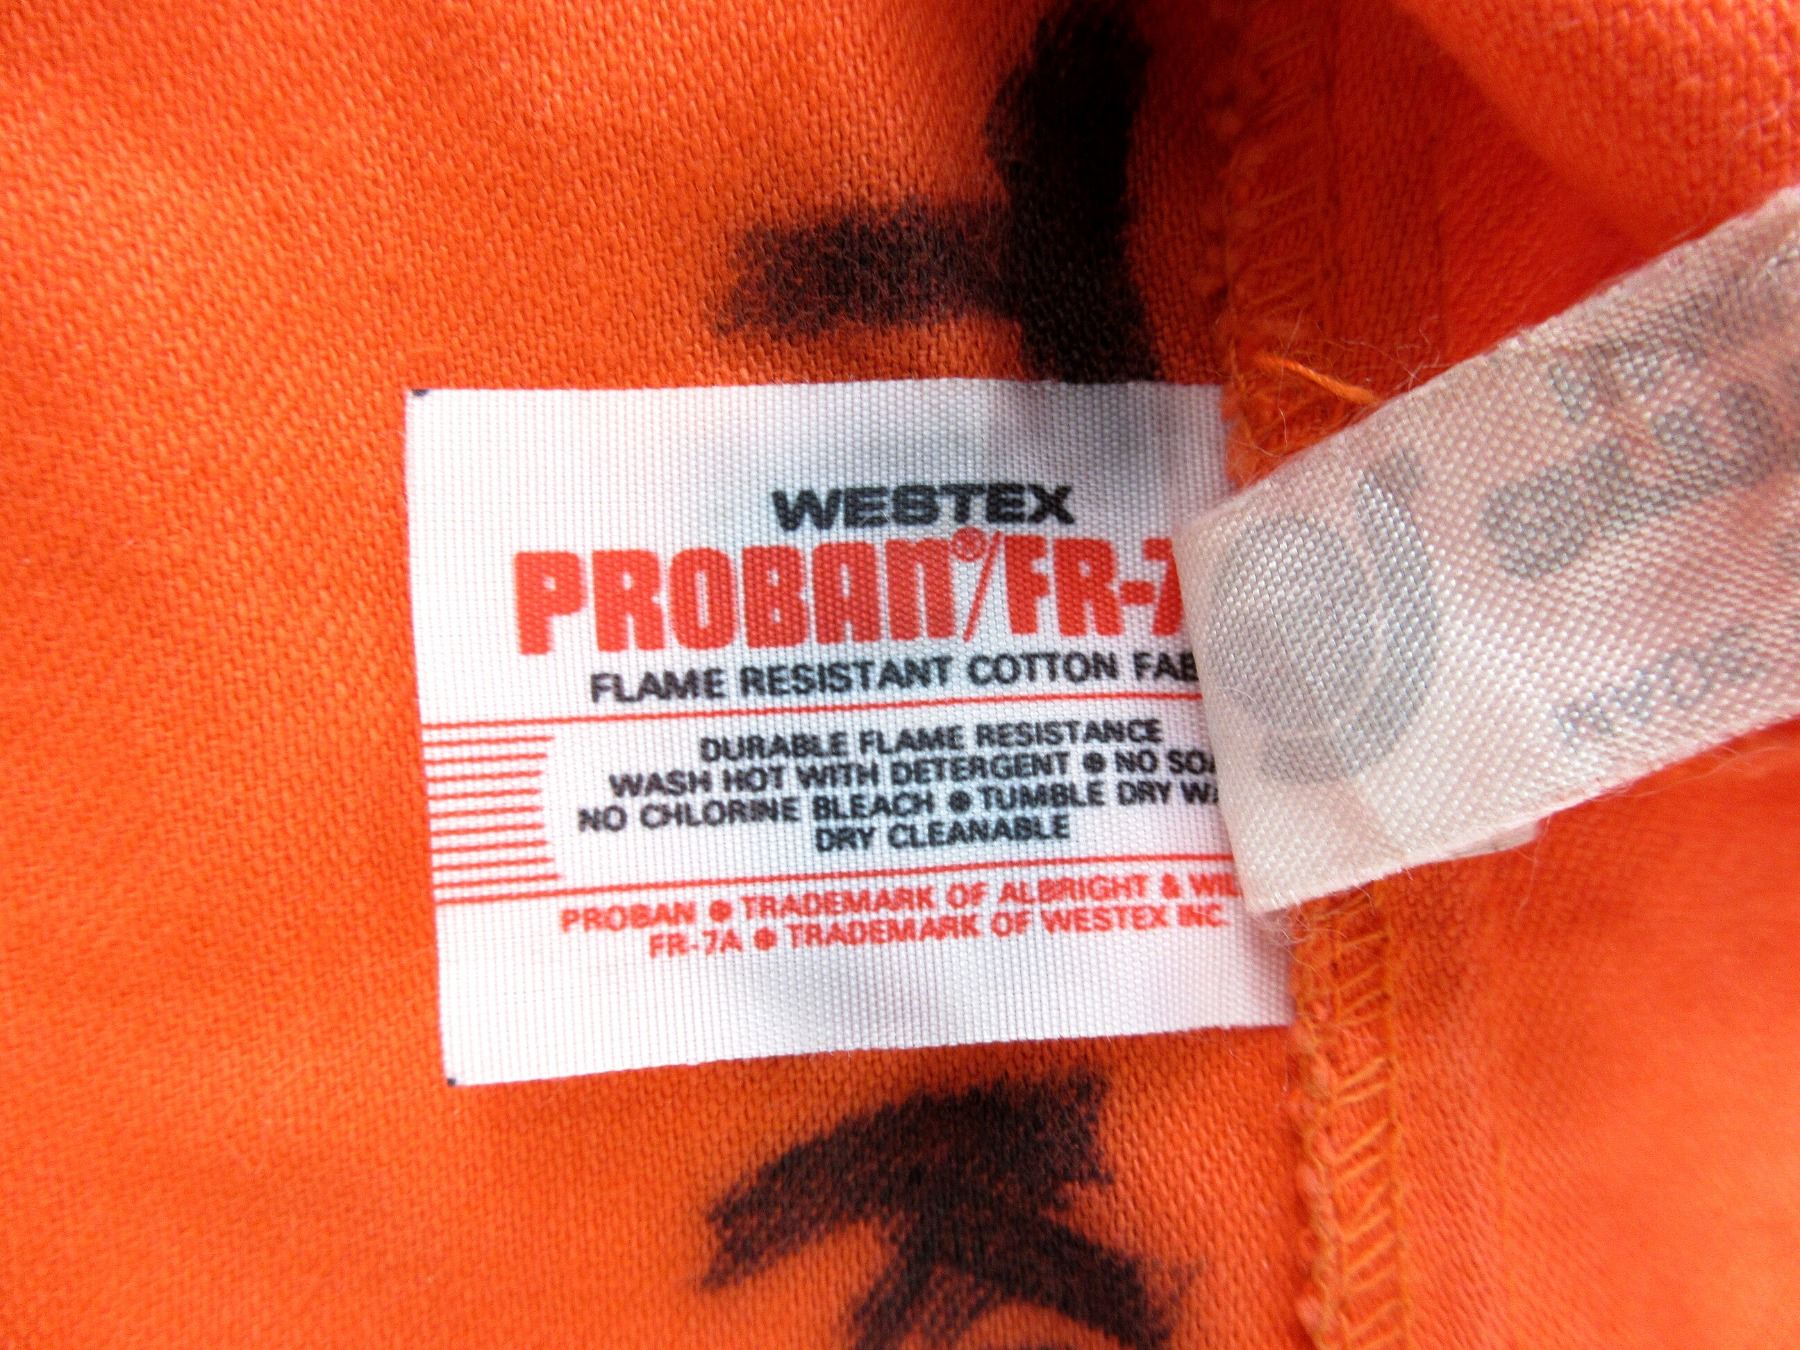 WESTEX
PROBAN®/FR-7
FLAME RESISTANT COTTON FAB
DURABLE FLAME RESISTANCE
WASH HOT WITH DETERGENT ● NO SOA
NO CHLORINE BLEACH ● TUMBLE DRY WA
DRY CLEANABLE
PROBAN ● TRADEMARK OF ALBRIGHT & WIL
FR-7A ● TRADEMARK OF WESTEX INC